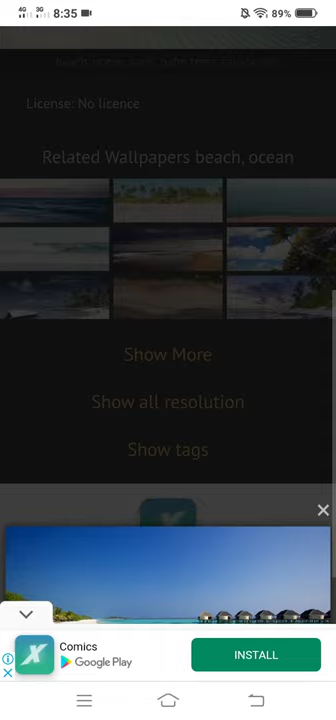 4G 3G 8:35 89%
License: No licence
Related Wallpapers beach, ocean
Show More
Show all resolution
Show tags
Comics
Google Play
INSTALL